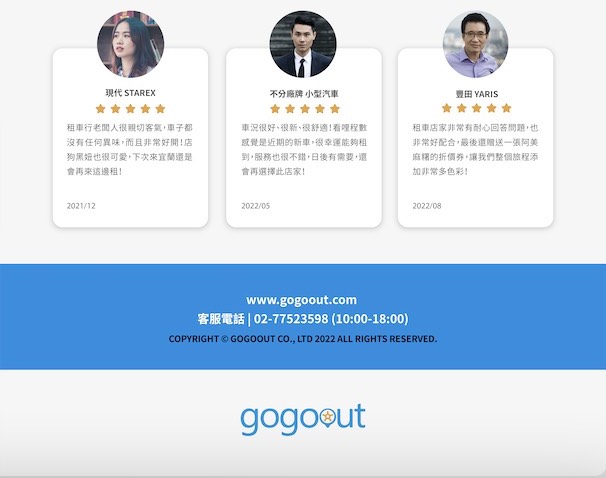 現代 STAREX
租車行老闆人很親切客氣，車子都
沒有任何異味，而且非常好開！店
狗黑妞也很可愛，下次來宜蘭還是
會再來這邊租！
2021/12
不分廠牌 小型汽車
車況很好、很新、很舒適！看哩程數
感覺是近期的新車，很幸運能夠租
到，服務也很不錯，日後有需要，還
會再選擇此店家！
2022/05
豐田 YARIS
租車店家非常有耐心回答問題，也
非常好配合，最後還贈送一張阿美
麻糬的折價券，讓我們整個旅程添
加非常多色彩！
2022/08
www.gogoout.com
客服電話 | 02-77523598 (10:00-18:00)
COPYRIGHT © GOGOOUT CO., LTD 2022 ALL RIGHTS RESERVED.
gogoout